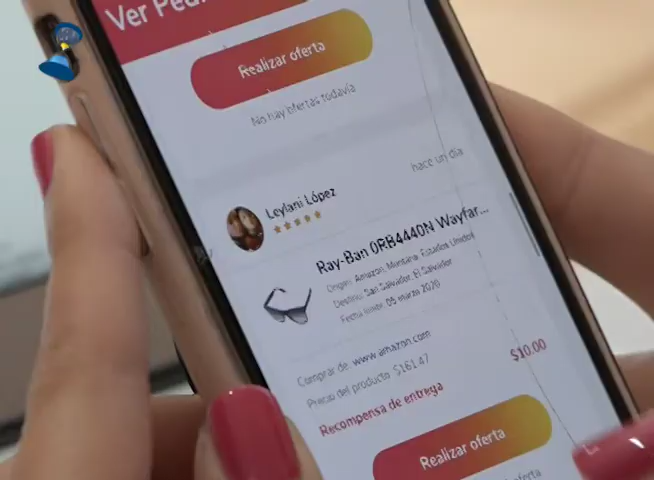 Ver Pedi
Realizar oferta
No hay ofertas todavía
hace un día
Leylani López
Ray-Ban 0RB4440N Wayfar...
Origen: Amazon, Montana, Estados Unidos
Destino: San Salvador, El Salvador
Fecha límite: 05 marzo 2020
Comprar de: www.amazon.com
Precio del producto: $161.47
Recompensa de entrega
$10.00
Realizar oferta
oferta